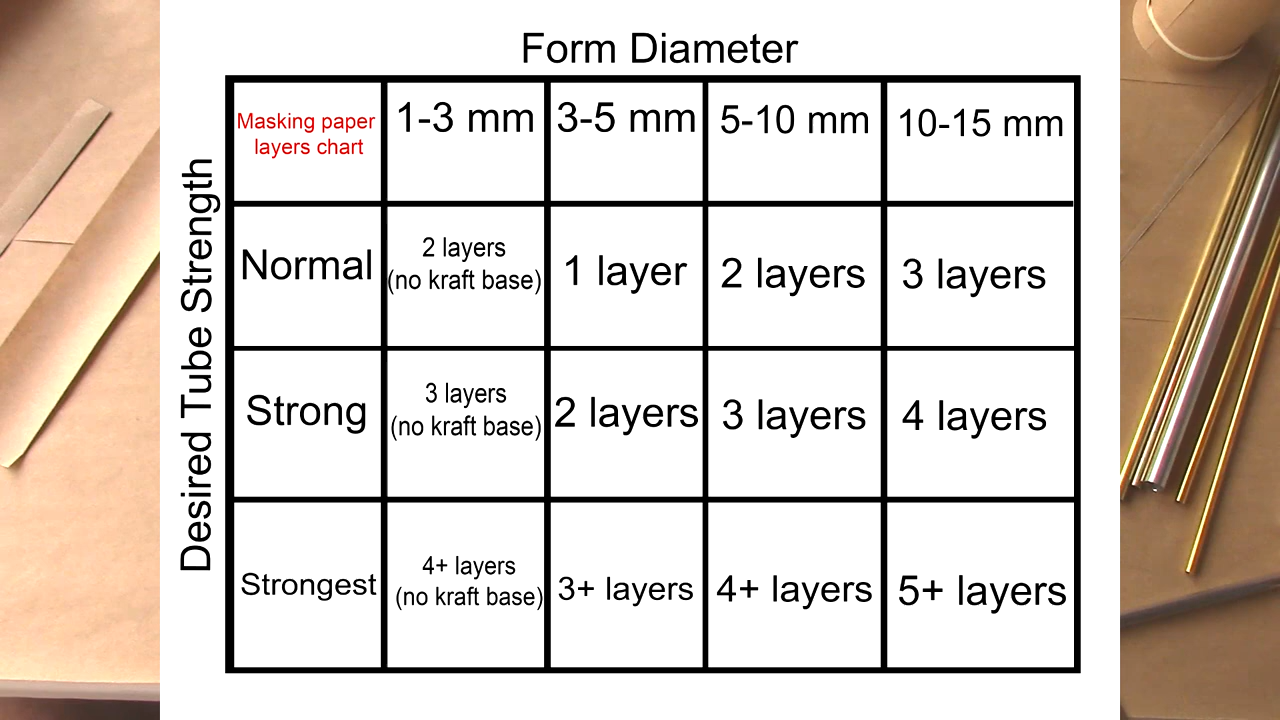 Form Diameter
Desired Tube Strength
Masking paper
layers chart
1-3 mm
3-5 mm
5-10 mm
10-15 mm
Normal
2 layers
(no kraft base)
1 layer
2 layers
3 layers
Strong
3 layers
(no kraft base)
2 layers
3 layers
4 layers
Strongest
4+ layers
(no kraft base)
3+ layers
4+ layers
5+ layers